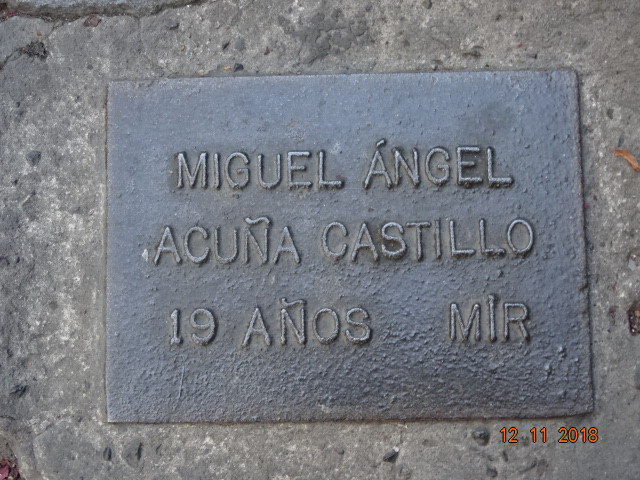 MIGUEL ÁNGEL
ACUÑA CASTILLO
19 AÑOS MIR
12 11 2018